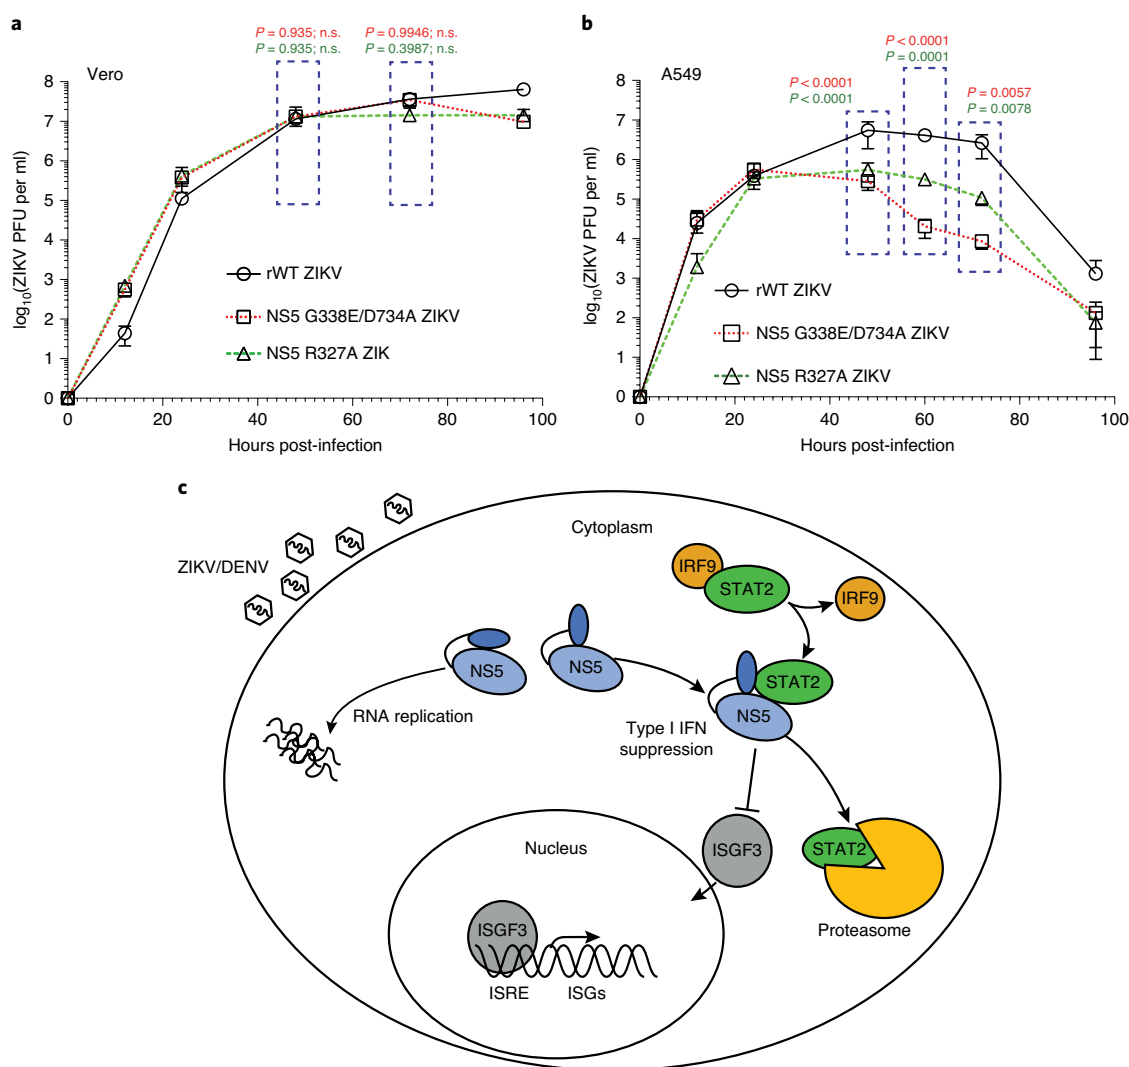 a
P = 0.935; n.s.
P = 0.9946; n.s.
P = 0.935; n.s.
P = 0.3987; n.s.
Vero
8
7
6
5
4
3
2
1
0
log10(ZIKV PFU per ml)
rWT ZIKV
NS5 G338E/D734A ZIKV
NS5 R327A ZIK
0
20
40
60
80
100
Hours post-infection
b
P < 0.0001
P = 0.0001
A549
P < 0.0001
P < 0.0001
P = 0.0057
P = 0.0078
8
7
6
5
4
3
2
1
0
log10(ZIKV PFU per ml)
rWT ZIKV
NS5 G338E/D734A ZIKV
NS5 R327A ZIKV
0
20
40
60
80
100
Hours post-infection
c
Cytoplasm
ZIKV/DENV
IRF9
STAT2
IRF9
NS5
NS5
STAT2
NS5
RNA replication
Type I IFN
suppression
Nucleus
ISGF3
STAT2
Proteasome
ISGF3
ISRE
ISGs